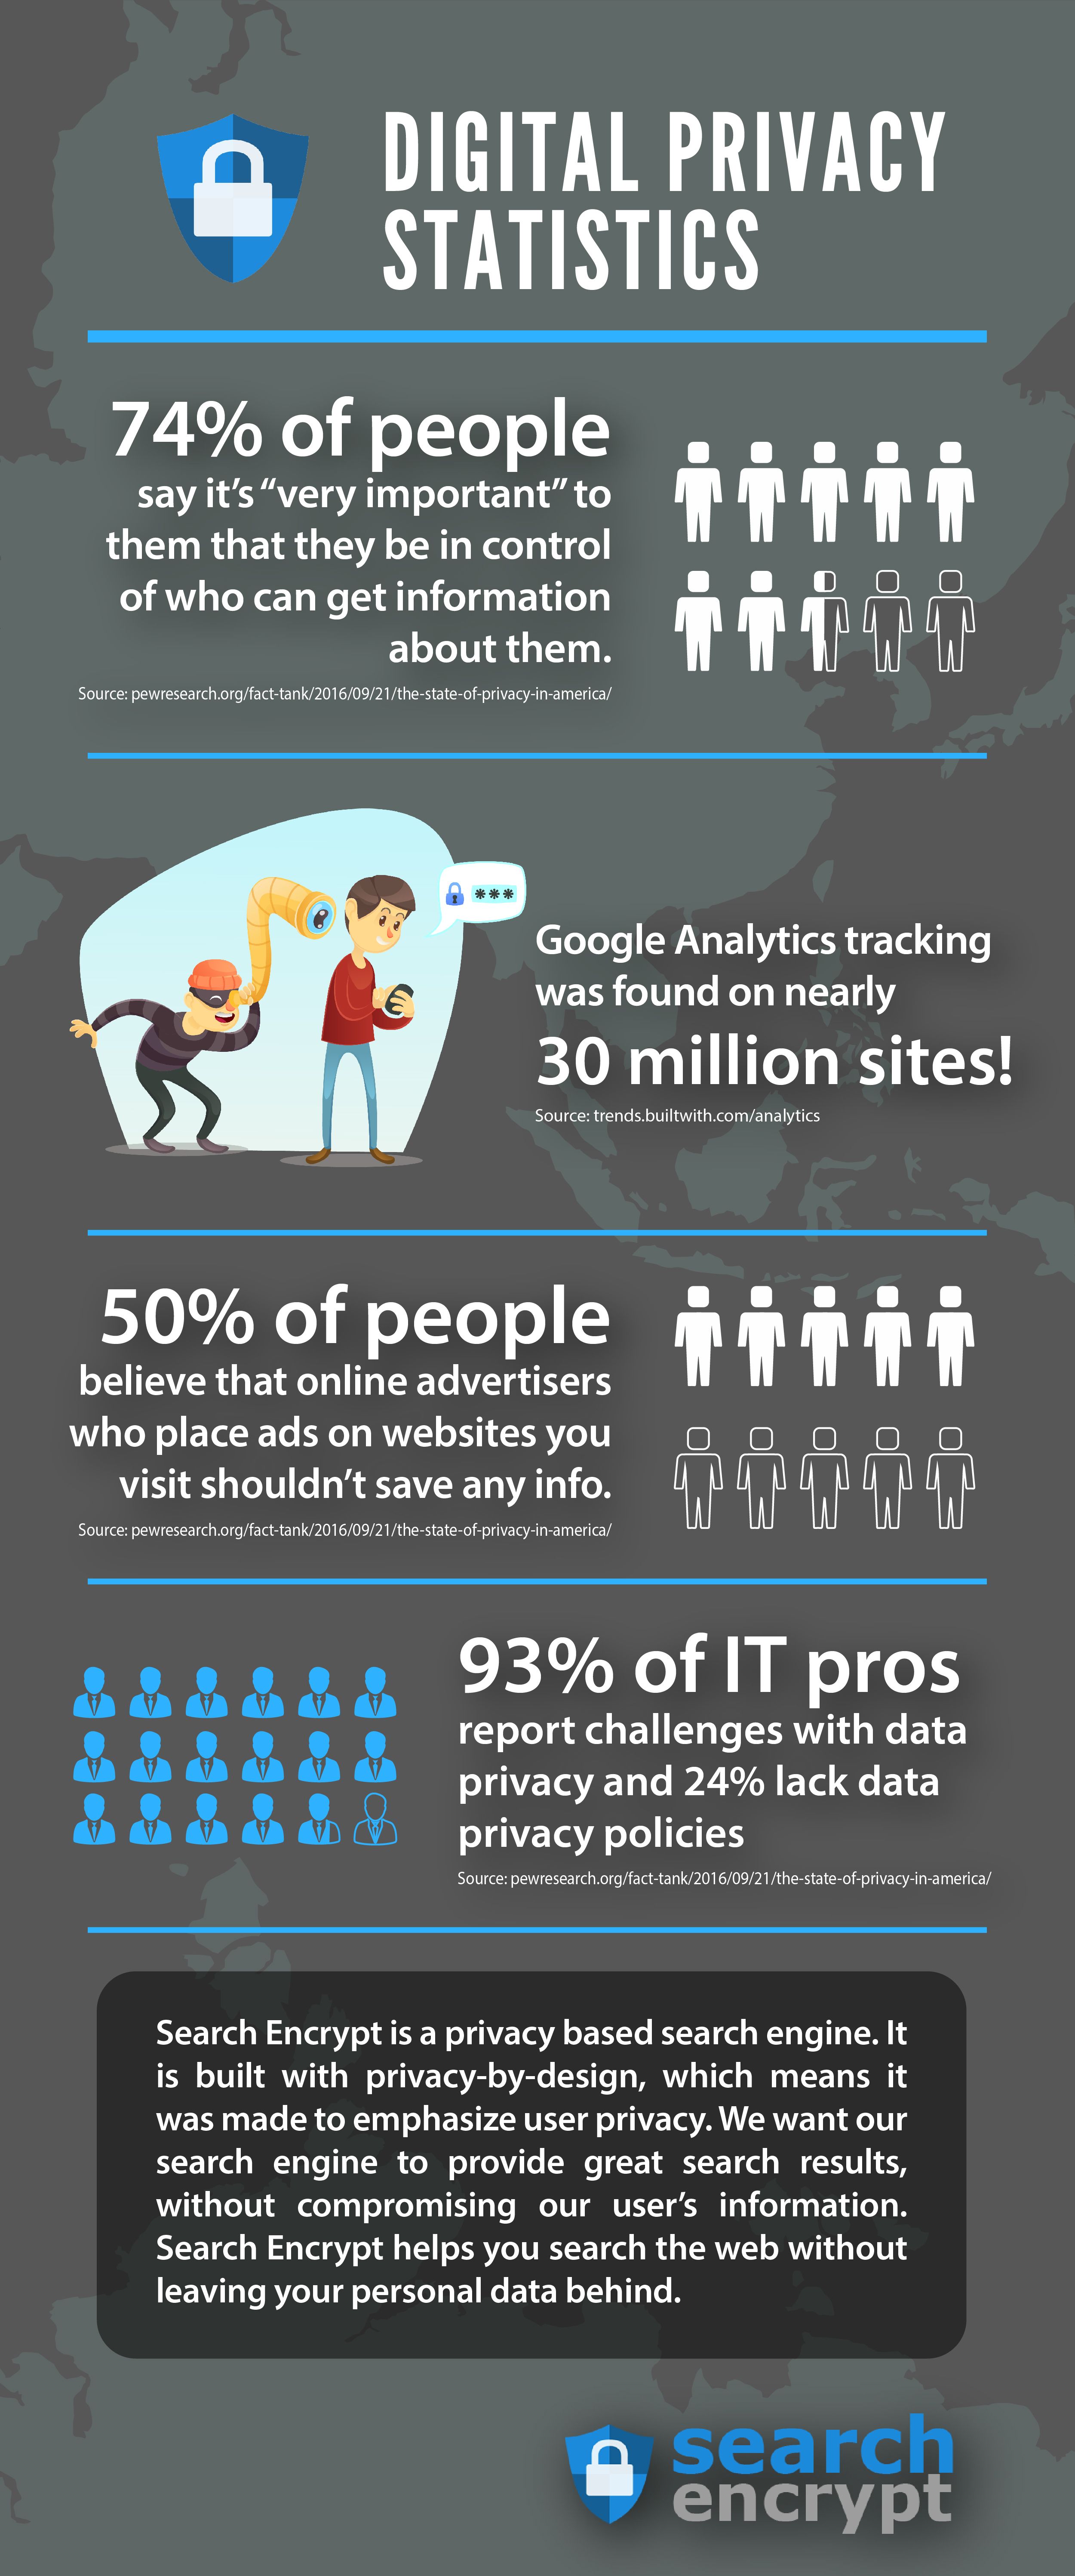 DIGITAL PRIVACY
STATISTICS
74% of people
say it’s “very important” to
them that they be in control
of who can get information
about them.
Source: pewresearch.org/fact-tank/2016/09/21/the-state-of-privacy-in-america/
***
Google Analytics tracking
was found on nearly
30 million sites!
Source: trends.builtwith.com/analytics
50% of people
believe that online advertisers
who place ads on websites you
visit shouldn’t save any info.
Source: pewresearch.org/fact-tank/2016/09/21/the-state-of-privacy-in-america/
93% of IT pros
report challenges with data
privacy and 24% lack data
privacy policies
Source: pewresearch.org/fact-tank/2016/09/21/the-state-of-privacy-in-america/
Search Encrypt is a privacy based search engine. It
is built with privacy-by-design, which means it
was made to emphasize user privacy. We want our
search engine to provide great search results,
without compromising our user’s information.
Search Encrypt helps you search the web without
leaving your personal data behind.
search
encrypt